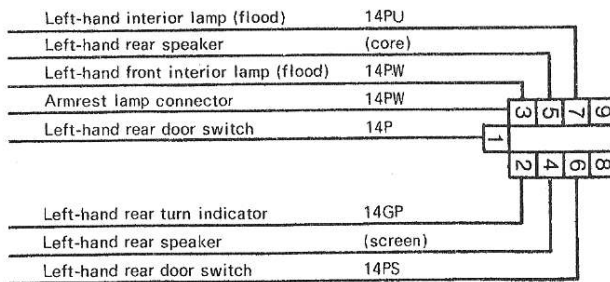 Left-hand interior lamp (flood) 14PU
Left-hand rear speaker (core)
Left-hand front interior lamp (flood) 14PW
Armrest lamp connector 14PW
3 5 7 9
Left-hand rear door switch 14P
1
2 4 6 8
Left-hand rear turn indicator 14GP
Left-hand rear speaker (screen)
Left-hand rear door switch 14PS